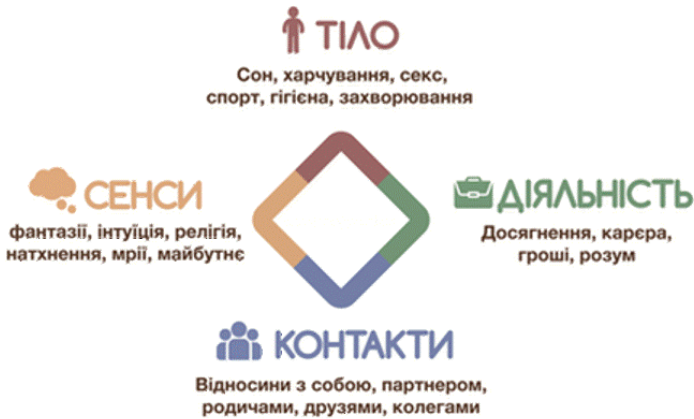 ТІЛО
Сон, харчування, секс,
спорт, гігієна, захворювання
СЕНСИ
фантазії, інтуїція, релігія,
натхнення, мрії, майбутнє
ДІЯЛЬНІСТЬ
Досягнення, карєра,
гроші, розум
КОНТАКТИ
Відносини з собою, партнером,
родичами, друзями, колегами